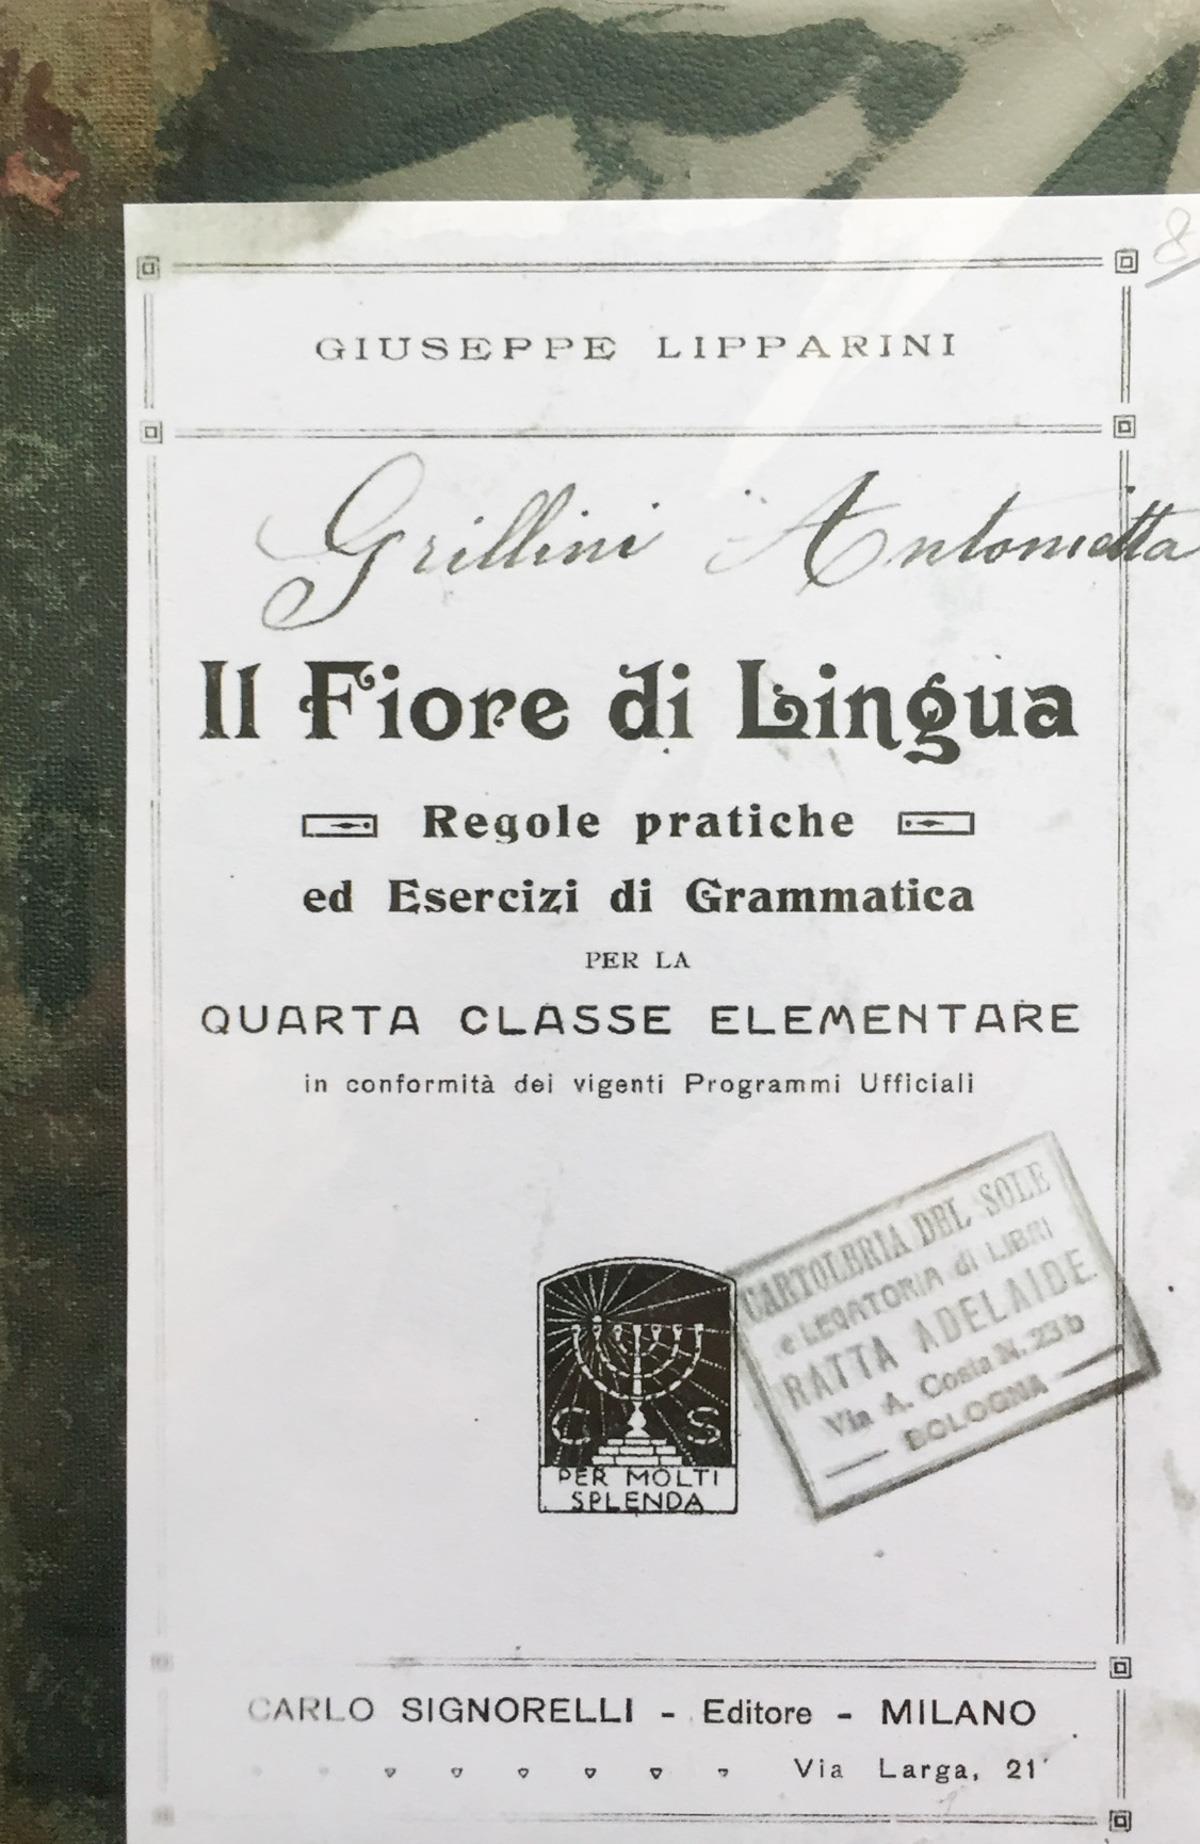 8
GIUSEPPE LIPPARINI
Grillini Antonietta
Il Fiore di Lingua
Regole pratiche
ed Esercizi di Grammatica
PER LA
QUARTA CLASSE ELEMENTARE
in conformità dei vigenti Programmi Ufficiali
CARTOLERIA DEL SOLE
e LEGATORIA di LIBRI
RATTA ADELAIDE
Via A. Costa N. 23b
BOLOGNA
C S
PER MOLTI
SPLENDA
CARLO SIGNORELLI - Editore - MILANO
Via Larga, 21